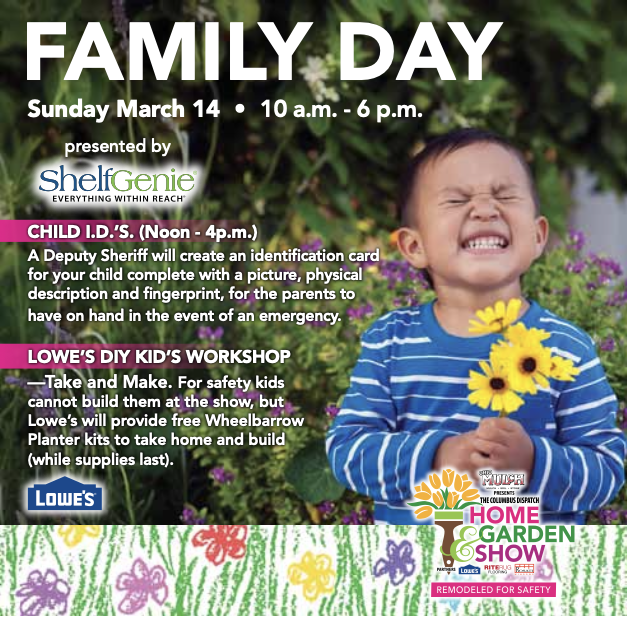 FAMILY DAY
Sunday March 14 • 10 a.m. - 6 p.m.
presented by
ShelfGenie
EVERYTHING WITHIN REACH
CHILD I.D.'S. (Noon - 4p.m.)
A Deputy Sheriff will create an identification card
for your child complete with a picture, physical
description and fingerprint, for the parents to
have on hand in the event of an emergency.
LOWE'S DIY KID'S WORKSHOP
—Take and Make. For safety kids
cannot build them at the show, but
Lowe's will provide free Wheelbarrow
Planter kits to take home and build
(while supplies last).
LOWE'S
MULCH
PRESENTS
THE COLUMBUS DISPATCH
HOME
& GARDEN
SHOW
PARTNERS
LOWE'S
RITERUG
FLOORING
REMODELED FOR SAFETY